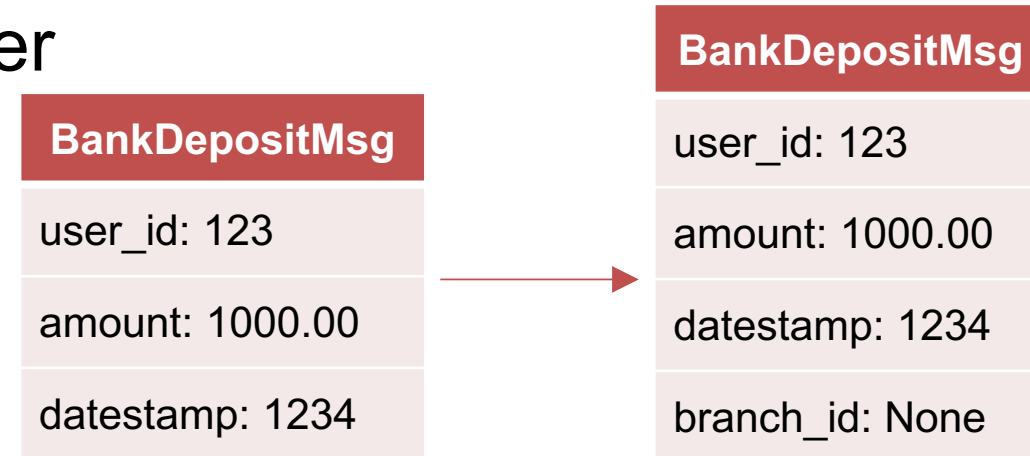 er
BankDepositMsg
user_id: 123
amount: 1000.00
datestamp: 1234
BankDepositMsg
user_id: 123
amount: 1000.00
datestamp: 1234
branch_id: None